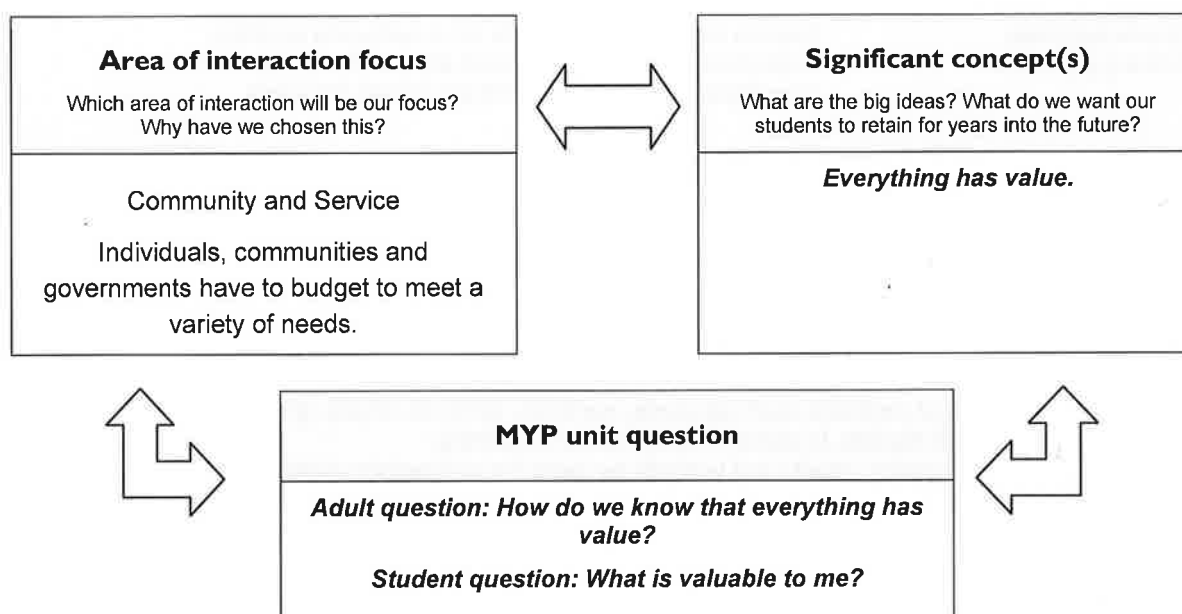 Area of interaction focus
Which area of interaction will be our focus?
Why have we chosen this?
Community and Service
Individuals, communities and
governments have to budget to meet a
variety of needs.
Significant concept(s)
What are the big ideas? What do we want our
students to retain for years into the future?
Everything has value.
MYP unit question
Adult question: How do we know that everything has
value?
Student question: What is valuable to me?